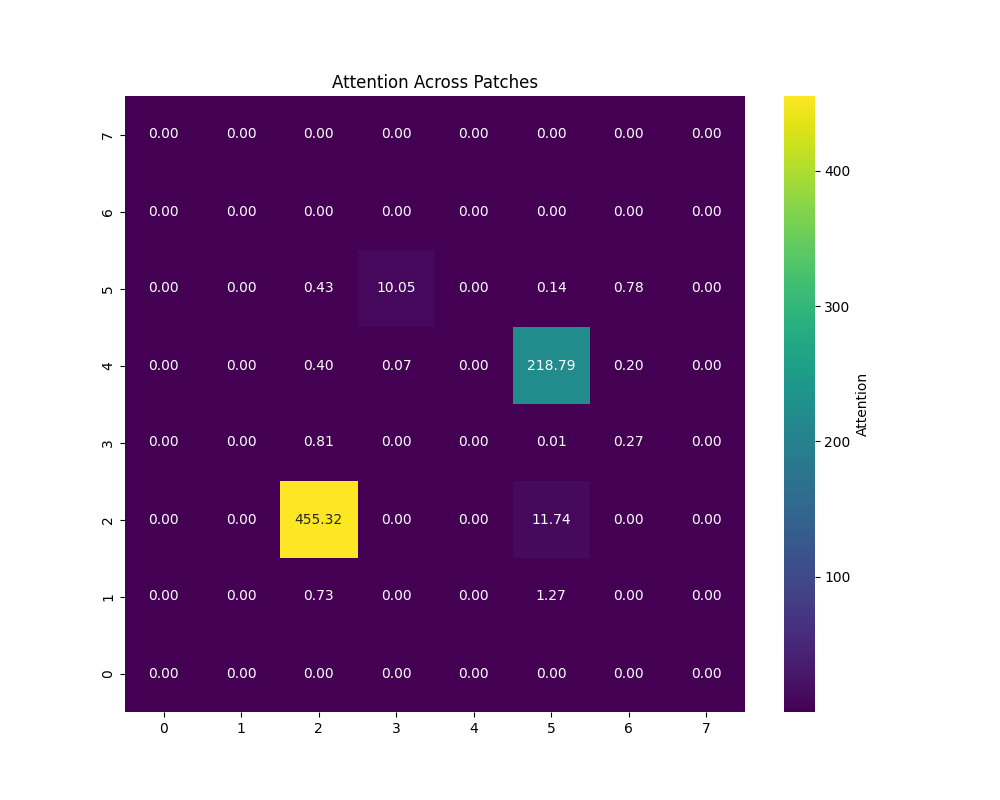 Attention Across Patches
7 0.00 0.00 0.00 0.00 0.00 0.00 0.00 0.00
6 0.00 0.00 0.00 0.00 0.00 0.00 0.00 0.00
5 0.00 0.00 0.43 10.05 0.00 0.14 0.78 0.00
4 0.00 0.00 0.40 0.07 0.00 218.79 0.20 0.00
3 0.00 0.00 0.81 0.00 0.00 0.01 0.27 0.00
2 0.00 0.00 455.32 0.00 0.00 11.74 0.00 0.00
1 0.00 0.00 0.73 0.00 0.00 1.27 0.00 0.00
0 0.00 0.00 0.00 0.00 0.00 0.00 0.00 0.00
0 1 2 3 4 5 6 7
400
300
200
100
Attention